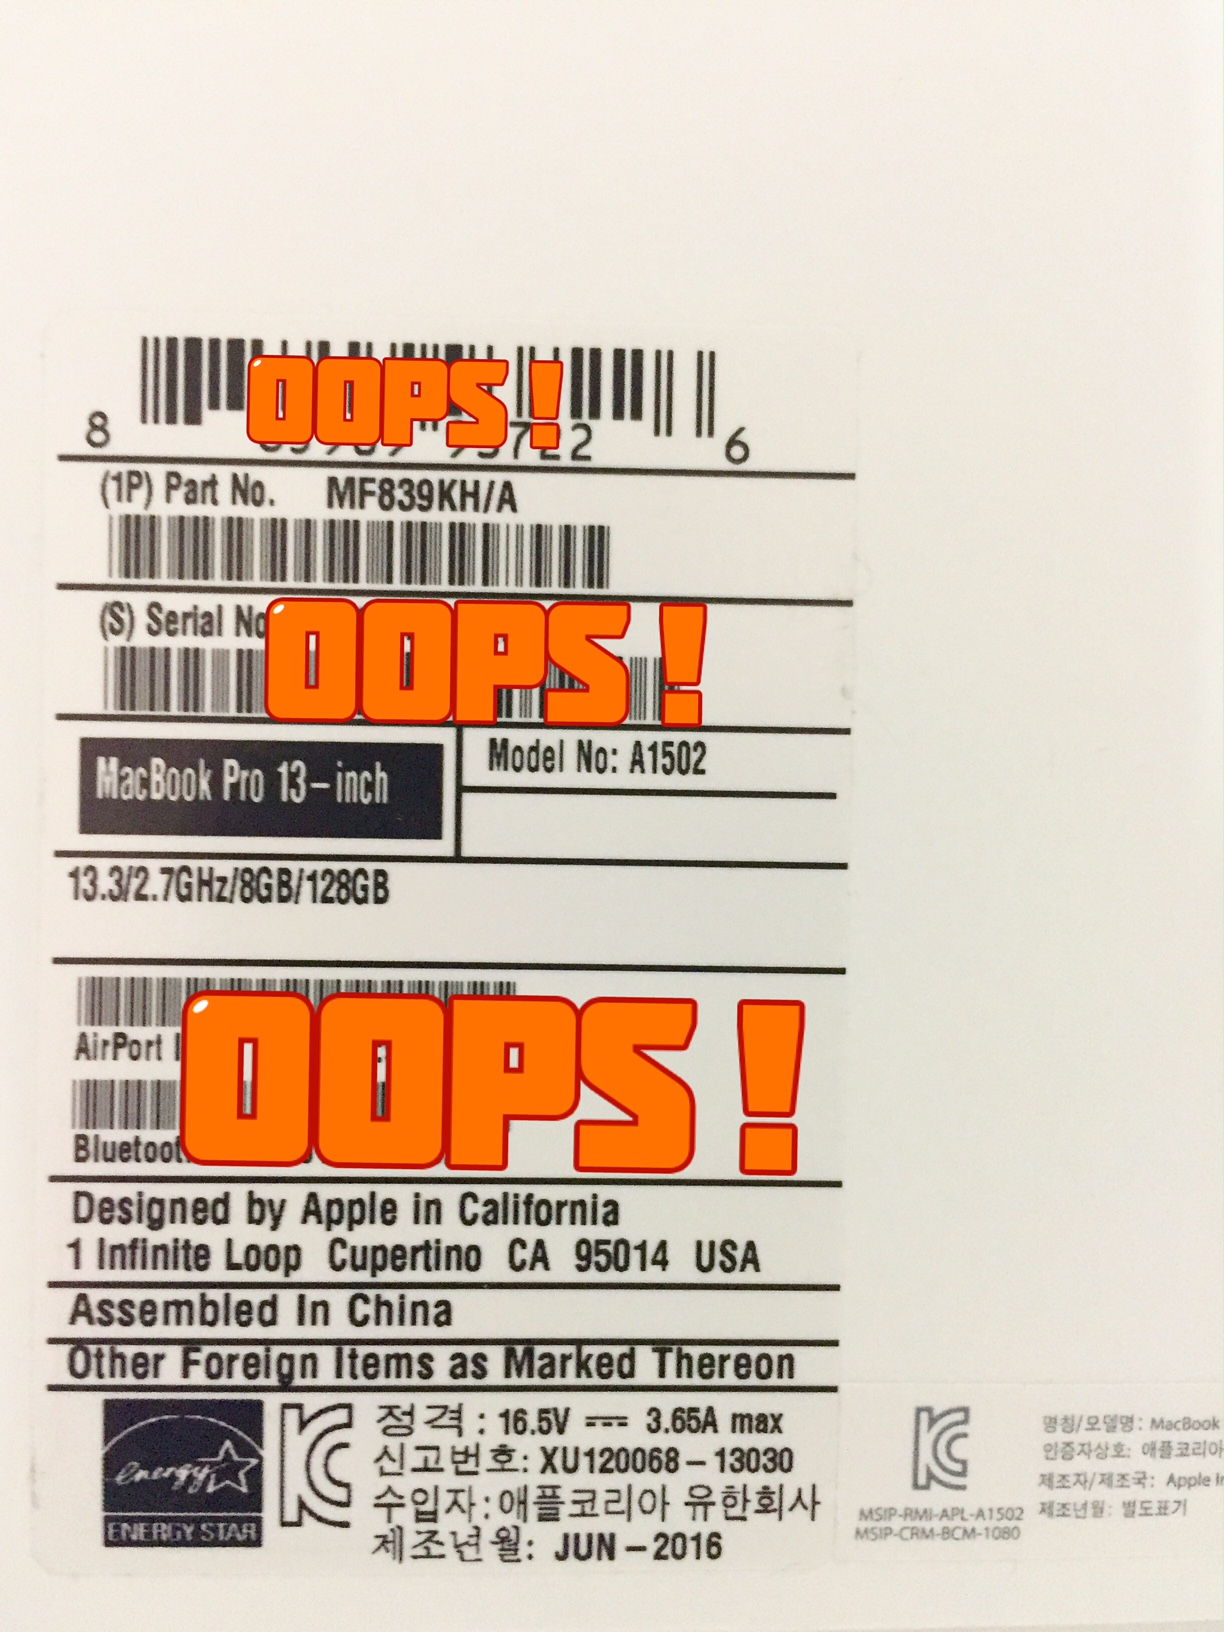 OOPS!
8 722 6
(1P) Part No. MF839KH/A
(S) Serial No
OOPS!
MacBook Pro 13-inch
Model No: A1502
13.3/2.7GHz/8GB/128GB
OOPS!
AirPort
Bluetoot
Designed by Apple in California
1 Infinite Loop Cupertino CA 95014 USA
Assembled In China
Other Foreign Items as Marked Thereon
energy
ENERGY STAR
정격: 16.5V 3.65A max
신고번호: XU120068-13030
수입자: 애플코리아 유한회사
제조년월: JUN-2016
MSIP-RMI-APL-A1502
MSIP-CRM-BCM-1080
명칭/모델명: MacBook
인증자상호: 애플코리아
제조자/제조국: Apple
제조년월: 별도표기